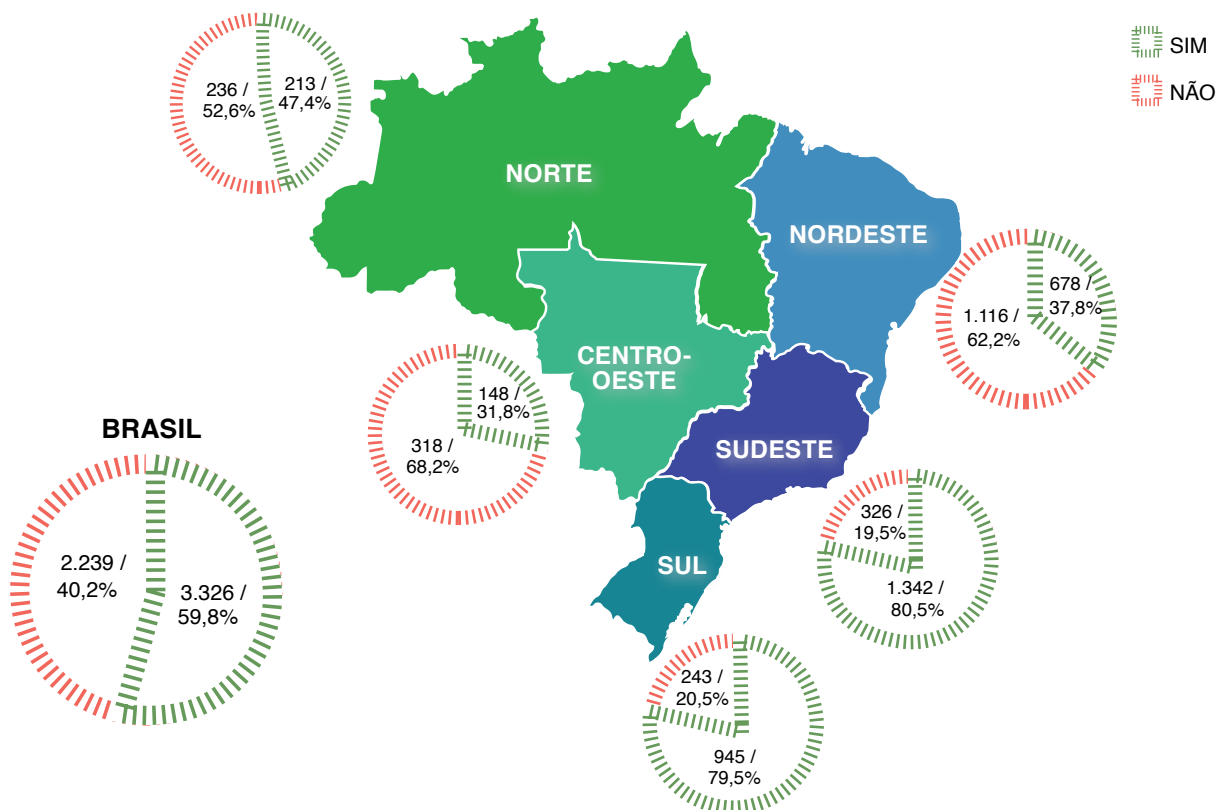 SIM
NÃO
236 /
52,6%
213 /
47,4%
NORTE
NORDESTE
678 /
37,8%
1.116 /
62,2%
CENTRO-
OESTE
148 /
31,8%
318 /
68,2%
BRASIL
SUDESTE
2.239 /
40,2%
3.326 /
59,8%
326 /
19,5%
1.342 /
80,5%
SUL
243 /
20,5%
945 /
79,5%